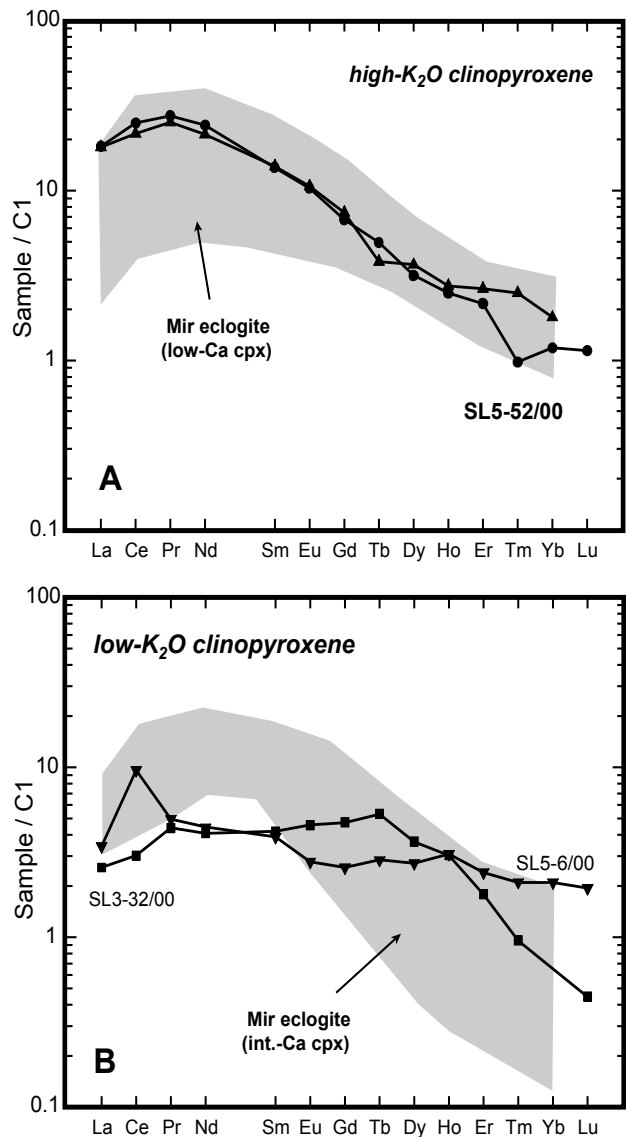 100
high-K₂O clinopyroxene
10
Sample / C1
Mir eclogite
(low-Ca cpx)
1
SL5-52/00
A
0.1
La Ce Pr Nd Sm Eu Gd Tb Dy Ho Er Tm Yb Lu
100
low-K₂O clinopyroxene
10
Sample / C1
SL5-6/00
SL3-32/00
1
Mir eclogite
(int.-Ca cpx)
B
0.1
La Ce Pr Nd Sm Eu Gd Tb Dy Ho Er Tm Yb Lu